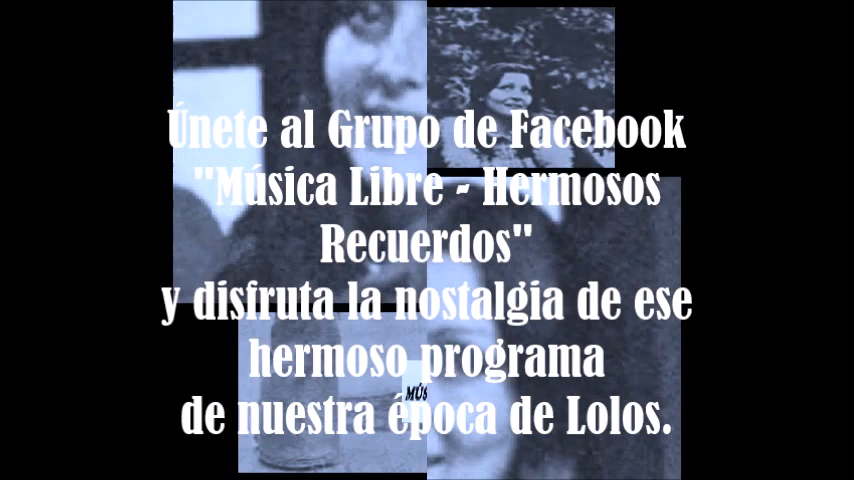 Únete al Grupo de Facebook
"Música Libre - Hermosos
Recuerdos"
y disfruta la nostalgia de ese
hermoso programa
de nuestra época de Lolos.